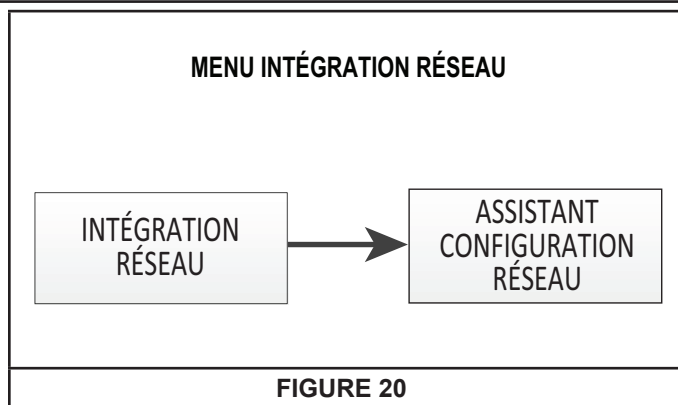 MENU INTÉGRATION RÉSEAU
INTÉGRATION
RÉSEAU
ASSISTANT
CONFIGURATION
RÉSEAU
FIGURE 20